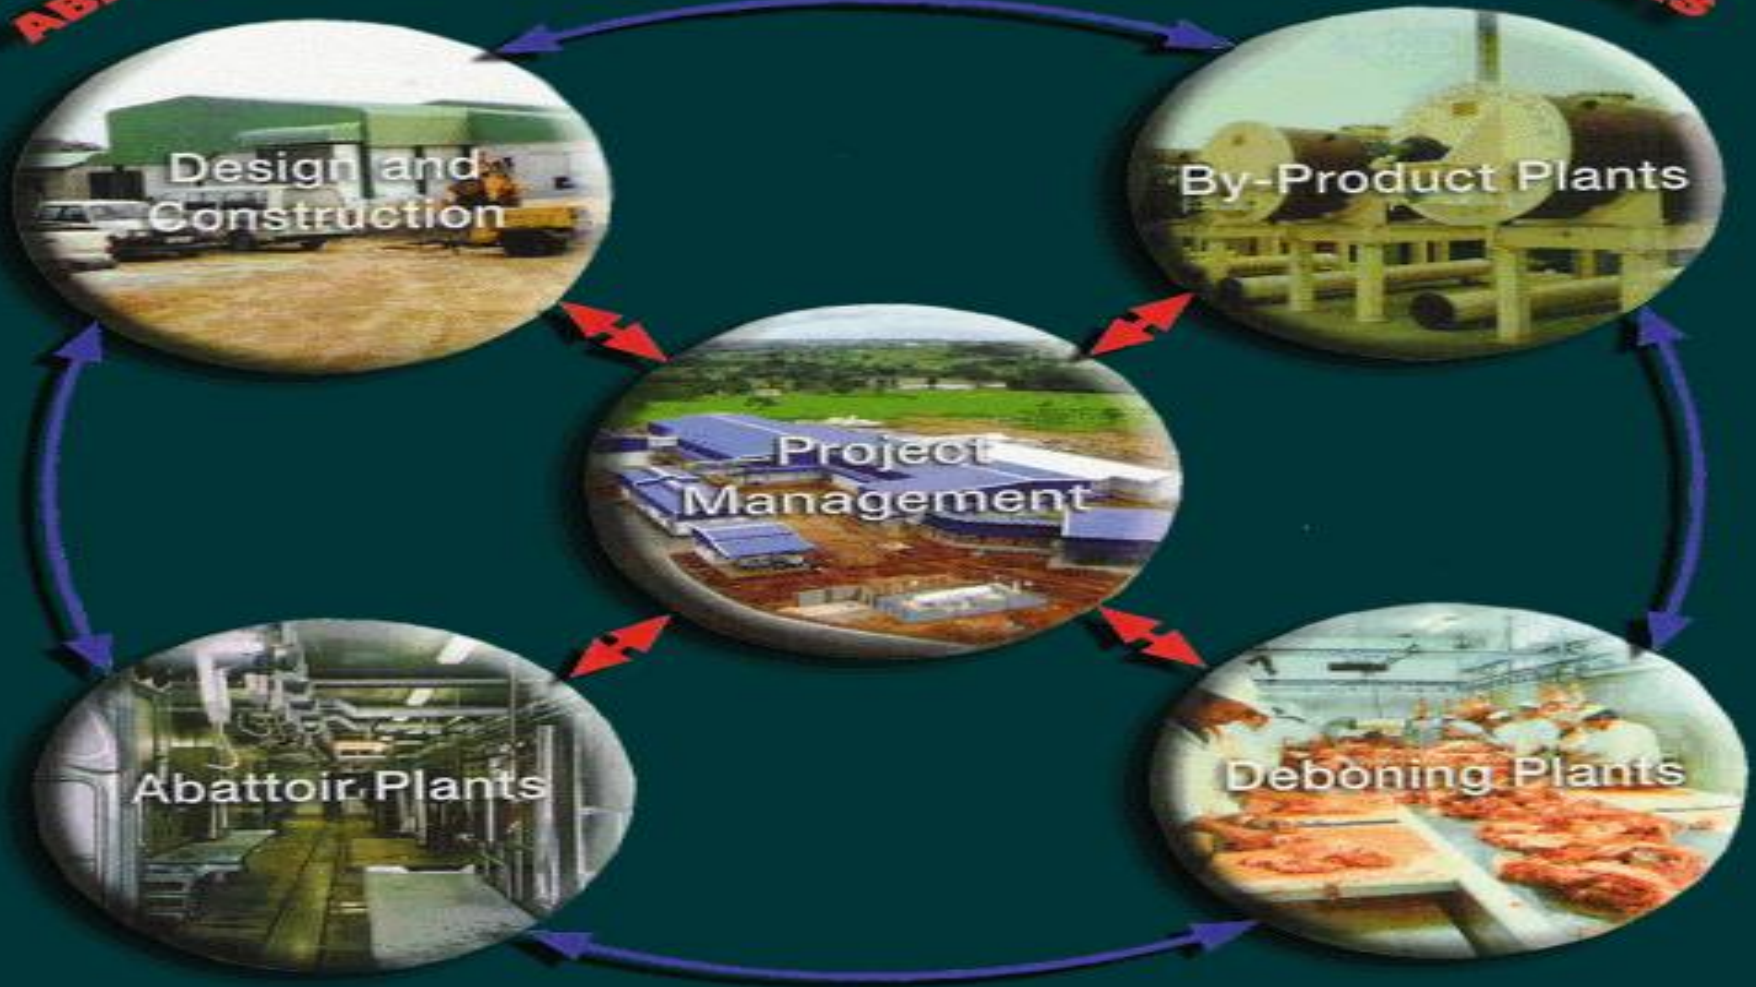 Design and
Construction
By-Product Plants
Project
Management
Abattoir Plants
Deboning Plants